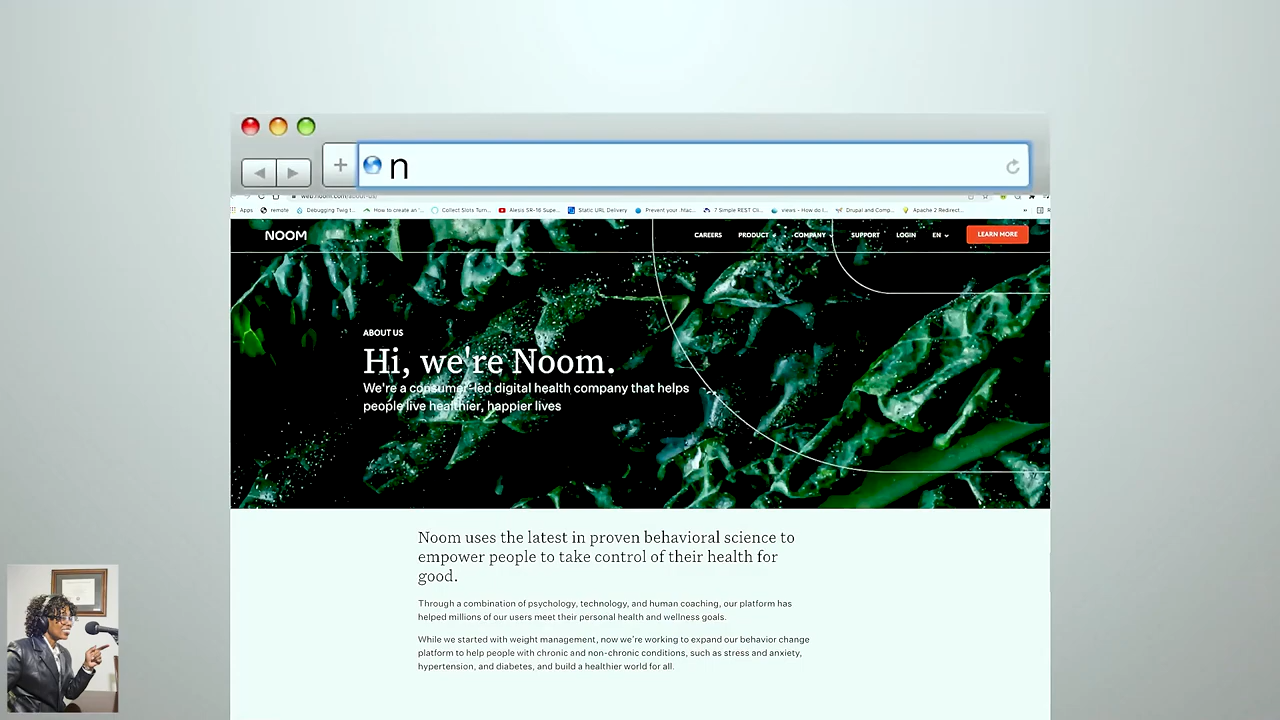 n
web.noom.com/about-us/
Apps remote Debugging Twig t... How to create an '... Collect Slots Turn... Alesis SR-16 Supe... Static URL Delivery Prevent your .htac... 7 Simple REST Cli... views - How do I... Drupal and Comp... Apache 2 Redirect...
NOOM CAREERS PRODUCT COMPANY SUPPORT LOGIN EN LEARN MORE
ABOUT US
Hi, we're Noom.
We're a consumer-led digital health company that helps
people live healthier, happier lives
Noom uses the latest in proven behavioral science to
empower people to take control of their health for
good.
Through a combination of psychology, technology, and human coaching, our platform has
helped millions of our users meet their personal health and wellness goals.
While we started with weight management, now we're working to expand our behavior change
platform to help people with chronic and non-chronic conditions, such as stress and anxiety,
hypertension, and diabetes, and build a healthier world for all.